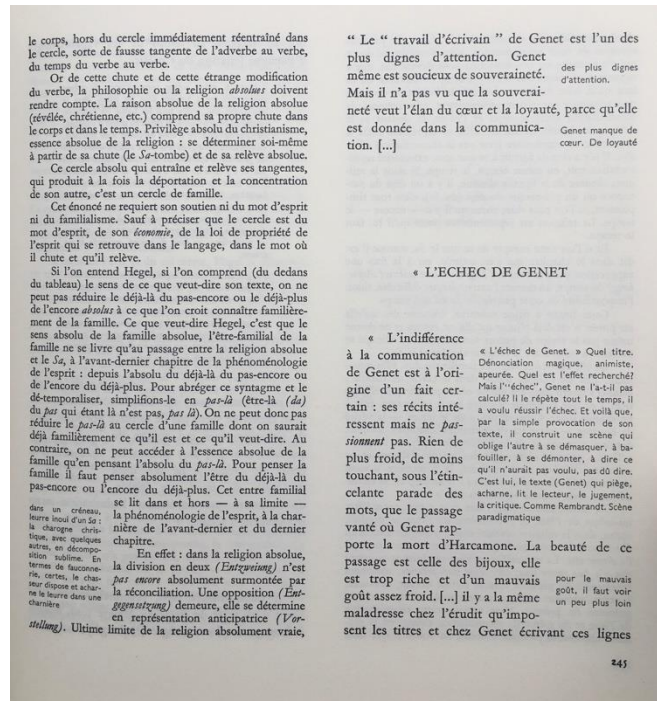 le corps, hors du cercle immédiatement réentraîné dans
le cercle, sorte de fausse tangente de l'adverbe au verbe,
du temps du verbe au verbe.
Or de cette chute et de cette étrange modification
du verbe, la philosophie ou la religion absolues doivent
rendre compte. La raison absolue de la religion absolue
(révélée, chrétienne, etc.) comprend sa propre chute dans
le corps et dans le temps. Privilège absolu du christianisme,
essence absolue de la religion : se déterminer soi-même
à partir de sa chute (le Sa-tombe) et de sa relève absolue.
Ce cercle absolu qui entraîne et relève ses tangentes,
qui produit à la fois la déportation et la concentration
de son autre, c'est un cercle de famille.
Cet énoncé ne requiert son soutien ni du mot d'esprit
ni du familialisme. Sauf à préciser que le cercle est du
mot d'esprit, de son économie, de la loi de propriété de
l'esprit qui se retrouve dans le langage, dans le mot où
il chute et qu'il relève.
Si l'on entend Hegel, si l'on comprend (du dedans
du tableau) le sens de ce que veut-dire son texte, on ne
peut pas réduire le déjà-là du pas-encore ou le déjà-plus
de l'encore absolus à ce que l'on croit connaître familière-
ment de la famille. Ce que veut-dire Hegel, c'est que le
sens absolu de la famille absolue, l'être-familial de la
famille ne se livre qu'au passage entre la religion absolue
et le Sa, à l'avant-dernier chapitre de la phénoménologie
de l'esprit : depuis l'absolu du déjà-là du pas-encore ou
de l'encore du déjà-plus. Pour abréger ce syntagme et le
dé-temporaliser, simplifions-le en pas-là (être-là (da)
du pas qui étant là n'est pas, pas là). On ne peut donc pas
réduire le pas-là au cercle d'une famille dont on saurait
déjà familièrement ce qu'il est et ce qu'il veut-dire. Au
contraire, on ne peut accéder à l'essence absolue de la
famille qu'en pensant l'absolu du pas-là. Pour penser la
famille il faut penser absolument l'être du déjà-là du
pas-encore ou l'encore du déjà-plus. Cet entre familial
se lit dans et hors — à sa limite —
la phénoménologie de l'esprit, à la char-
nière de l'avant-dernier et du dernier
chapitre.
En effet : dans la religion absolue,
la division en deux (Entzweiung) n'est
pas encore absolument surmontée par
la réconciliation. Une opposition (Ent-
gegensetzung) demeure, elle se détermine
en représentation anticipatrice (Vor-
stellung). Ultime limite de la religion absolument vraie,
dans un créneau,
leurre inouï d'un Sa :
la charogne chris-
tique, avec quelques
autres, en décompo-
sition sublime. En
termes de fauconne-
rie, certes, le chas-
seur dispose et achar-
ne le leurre dans une
charnière
“ Le “ travail d'écrivain ” de Genet est l'un des
plus dignes d'attention. Genet
même est soucieux de souveraineté.
Mais il n'a pas vu que la souverai-
neté veut l'élan du cœur et la loyauté, parce qu'elle
est donnée dans la communica-
tion. [...]
des plus dignes
d'attention.
Genet manque de
cœur. De loyauté
« L'ECHEC DE GENET
« L'indifférence
à la communication
de Genet est à l'ori-
gine d'un fait cer-
tain : ses récits inté-
ressent mais ne pas-
sionnent pas. Rien de
plus froid, de moins
touchant, sous l'étin-
celante parade des
mots, que le passage
vanté où Genet rap-
porte la mort d'Harcamone. La beauté de ce
passage est celle des bijoux, elle
est trop riche et d'un mauvais
goût assez froid. [...] il y a la même
maladresse chez l'érudit qu'impo-
sent les titres et chez Genet écrivant ces lignes
« L'échec de Genet. » Quel titre.
Dénonciation magique, animiste,
apeurée. Quel est l'effet recherché?
Mais l'“échec”, Genet ne l'a-t-il pas
calculé? Il le répète tout le temps, il
a voulu réussir l'échec. Et voilà que,
par la simple provocation de son
texte, il construit une scène qui
oblige l'autre à se démasquer, à ba-
fouiller, à se démonter, à dire ce
qu'il n'aurait pas voulu, pas dû dire.
C'est lui, le texte (Genet) qui piège,
acharne, lit le lecteur, le jugement,
la critique. Comme Rembrandt. Scène
paradigmatique
pour le mauvais
goût, il faut voir
un peu plus loin
245